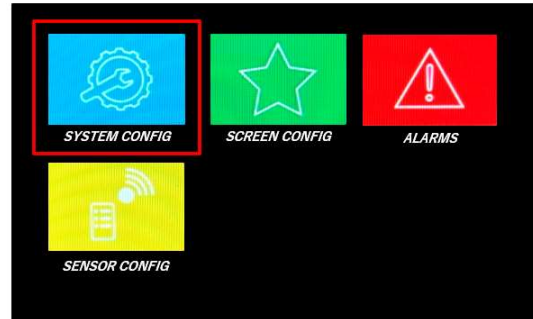 SYSTEM CONFIG
SCREEN CONFIG
ALARMS
SENSOR CONFIG